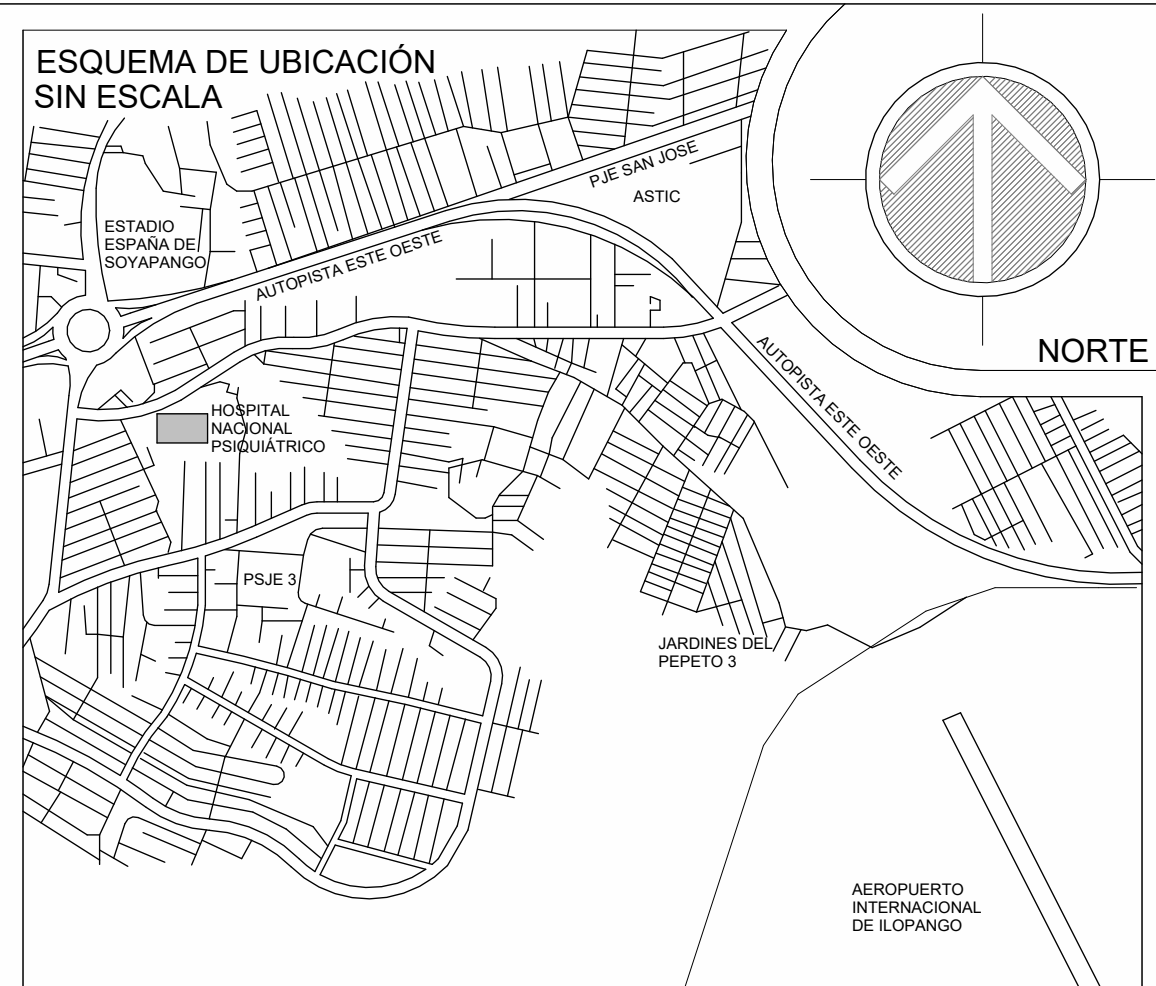 ESQUEMA DE UBICACIÓN
SIN ESCALA
PJE SAN JOSE
ASTIC
ESTADIO
ESPAÑA DE
SOYAPANGO
AUTOPISTA ESTE OESTE
NORTE
AUTOPISTA ESTE OESTE
HOSPITAL
NACIONAL
PSIQUIÁTRICO
PSJE 3
JARDINES DEL
PEPETO 3
AEROPUERTO
INTERNACIONAL
DE ILOPANGO